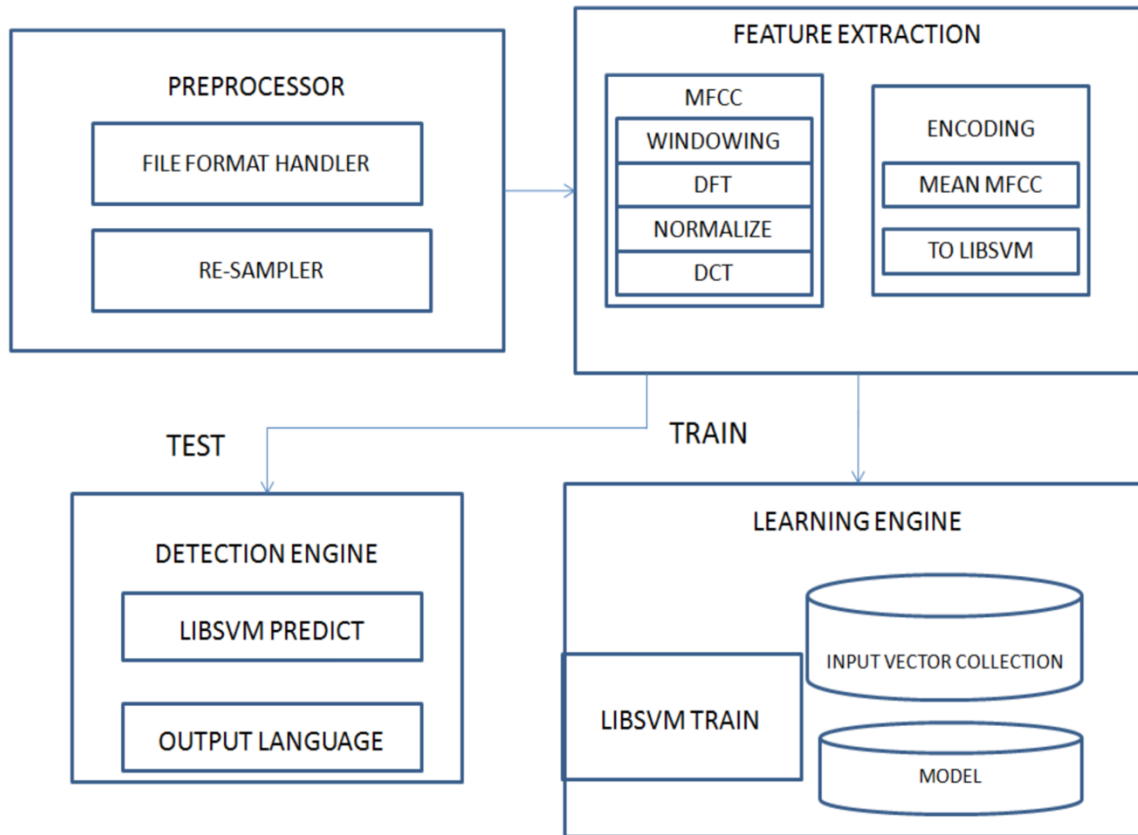 PREPROCESSOR
FILE FORMAT HANDLER
RE-SAMPLER
FEATURE EXTRACTION
MFCC
WINDOWING
DFT
NORMALIZE
DCT
ENCODING
MEAN MFCC
TO LIBSVM
TEST
TRAIN
DETECTION ENGINE
LIBSVM PREDICT
OUTPUT LANGUAGE
LEARNING ENGINE
INPUT VECTOR COLLECTION
LIBSVM TRAIN
MODEL